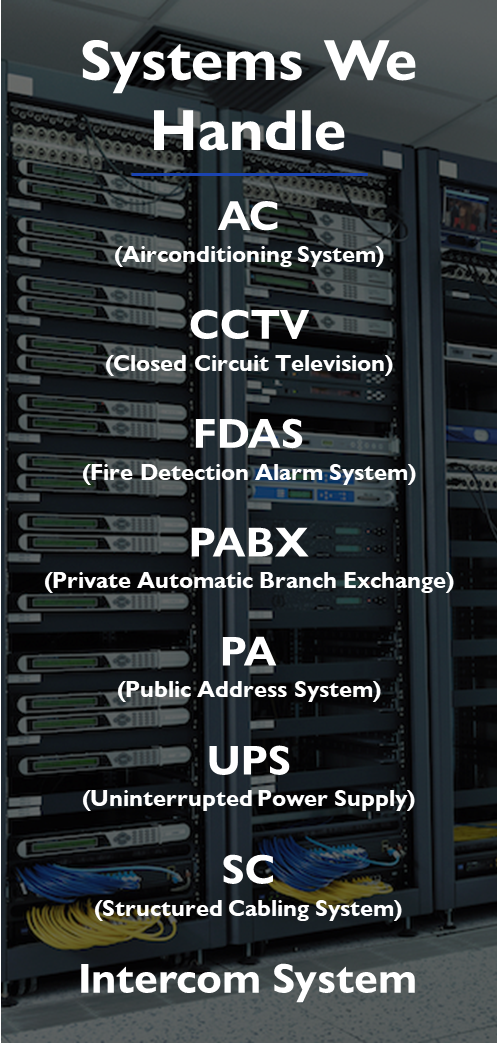 Systems We
Handle
AC
(Airconditioning System)
CCTV
(Closed Circuit Television)
FDAS
(Fire Detection Alarm System)
PABX
(Private Automatic Branch Exchange)
PA
(Public Address System)
UPS
(Uninterrupted Power Supply)
SC
(Structured Cabling System)
Intercom System